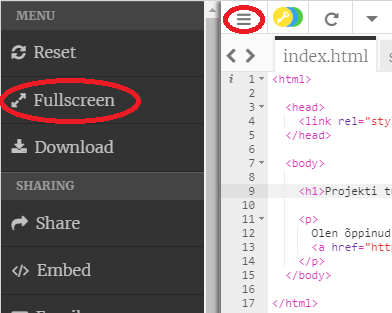 MENU
Reset
Fullscreen
Download
SHARING
Share
Embed
index.html
i 1 <html>
2
3 <head>
4 <link rel="sty
5 </head>
6
7 <body>
8
9 <h1>Projekti t
10
11 <p>
12 Olen õppinud
13 <a href="http
14 </p>
15 </body>
16
17 </html>